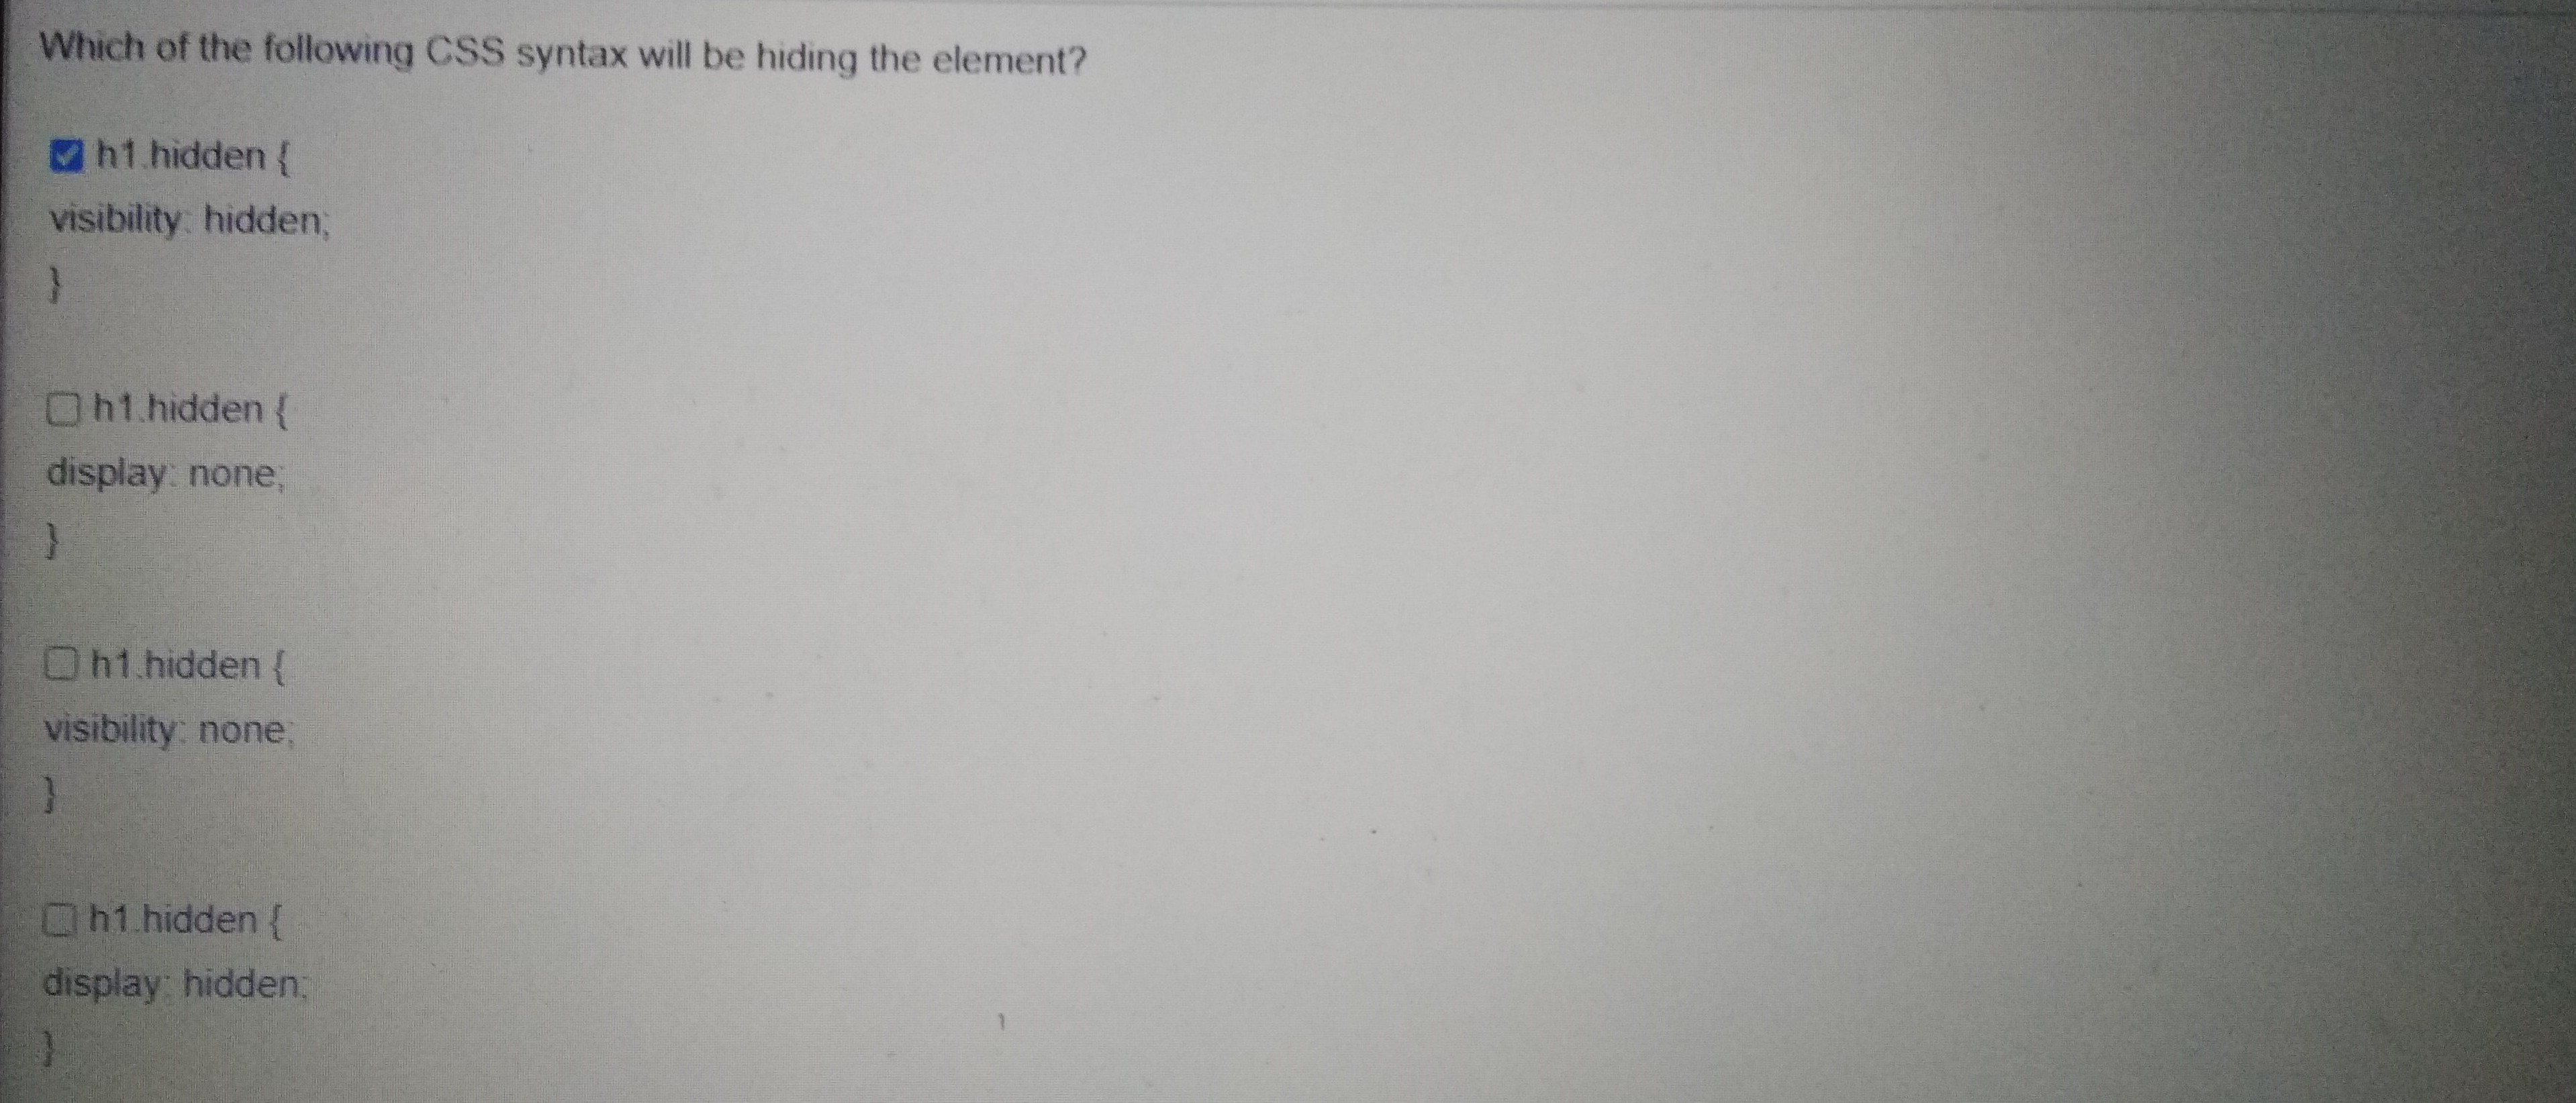 Which of the following CSS syntax will be hiding the element?
h1.hidden {
visibility: hidden;
}
h1.hidden {
display: none;
}
h1.hidden {
visibility: none;
}
h1.hidden {
display: hidden;
}